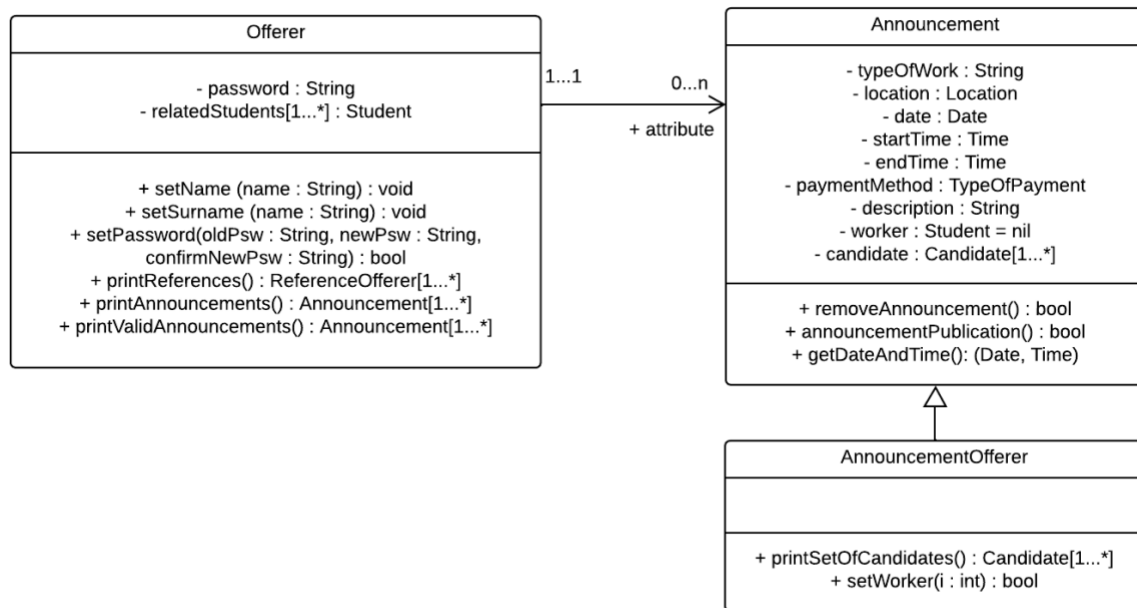 Offerer
- password : String
- relatedStudents[1...*] : Student
+ setName (name : String) : void
+ setSurname (name : String) : void
+ setPassword(oldPsw : String, newPsw : String,
confirmNewPsw : String) : bool
+ printReferences() : ReferenceOfferer[1...*]
+ printAnnouncements() : Announcement[1...*]
+ printValidAnnouncements() : Announcement[1...*]
1...1
0...n
+ attribute
Announcement
- typeOfWork : String
- location : Location
- date : Date
- startTime : Time
- endTime : Time
- paymentMethod : TypeOfPayment
- description : String
- worker : Student = nil
- candidate : Candidate[1...*]
+ removeAnnouncement() : bool
+ announcementPublication() : bool
+ getDateAndTime(): (Date, Time)
AnnouncementOfferer
+ printSetOfCandidates() : Candidate[1...*]
+ setWorker(i : int) : bool